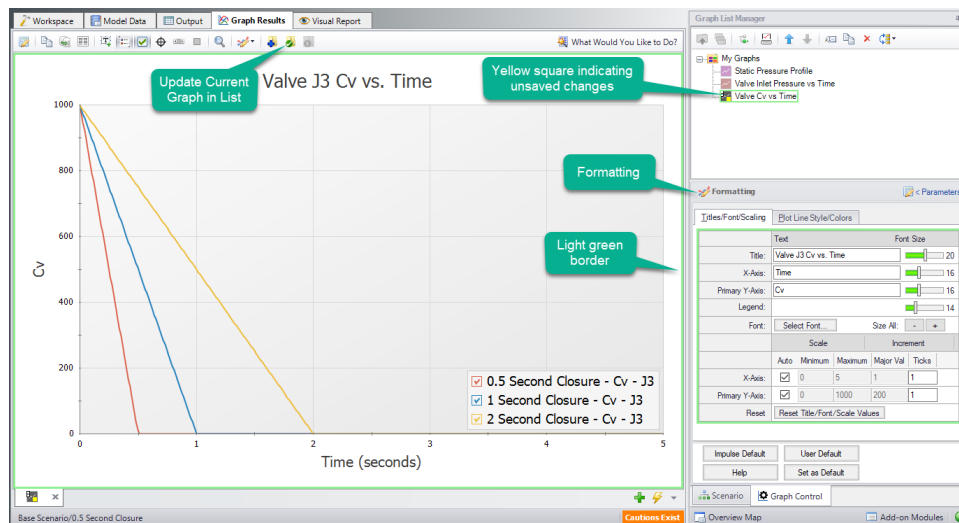 Workspace
Model Data
Output
Graph Results
Visual Report
What Would You Like to Do?
Update Current
Graph in List
Valve J3 Cv vs. Time
Yellow square indicating
unsaved changes
Formatting
Light green
border
1000
800
600
400
200
0
Cv
0 1 2 3 4 5
Time (seconds)
0.5 Second Closure - Cv - J3
1 Second Closure - Cv - J3
2 Second Closure - Cv - J3
Base Scenario/0.5 Second Closure
Cautions Exist
Graph List Manager
My Graphs
Static Pressure Profile
Valve Inlet Pressure vs Time
Valve Cv vs Time
Formatting
< Parameters
Titles/Font/Scaling
Plot Line Style/Colors
Text Font Size
Title: Valve J3 Cv vs. Time 20
X-Axis: Time 16
Primary Y-Axis: Cv 16
Legend: 14
Font: Select Font... Size All: - +
Scale Increment
Auto Minimum Maximum Major Val Ticks
X-Axis: 0 5 1 1
Primary Y-Axis: 0 1000 200 1
Reset Reset Title/Font/Scale Values
Impulse Default User Default
Help Set as Default
Scenario Graph Control
Overview Map Add-on Modules